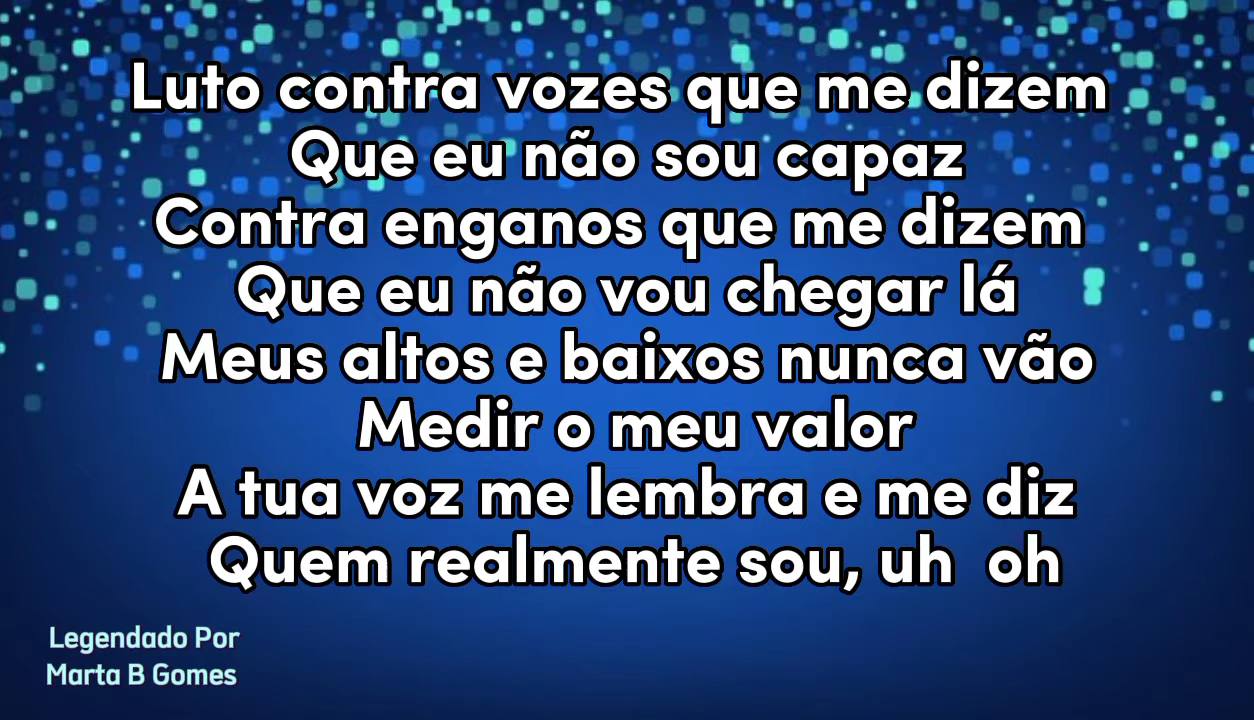 Luto contra vozes que me dizem
Que eu não sou capaz
Contra enganos que me dizem
Que eu não vou chegar lá
Meus altos e baixos nunca vão
Medir o meu valor
A tua voz me lembra e me diz
Quem realmente sou, uh  oh
Legendado Por
Marta B Gomes